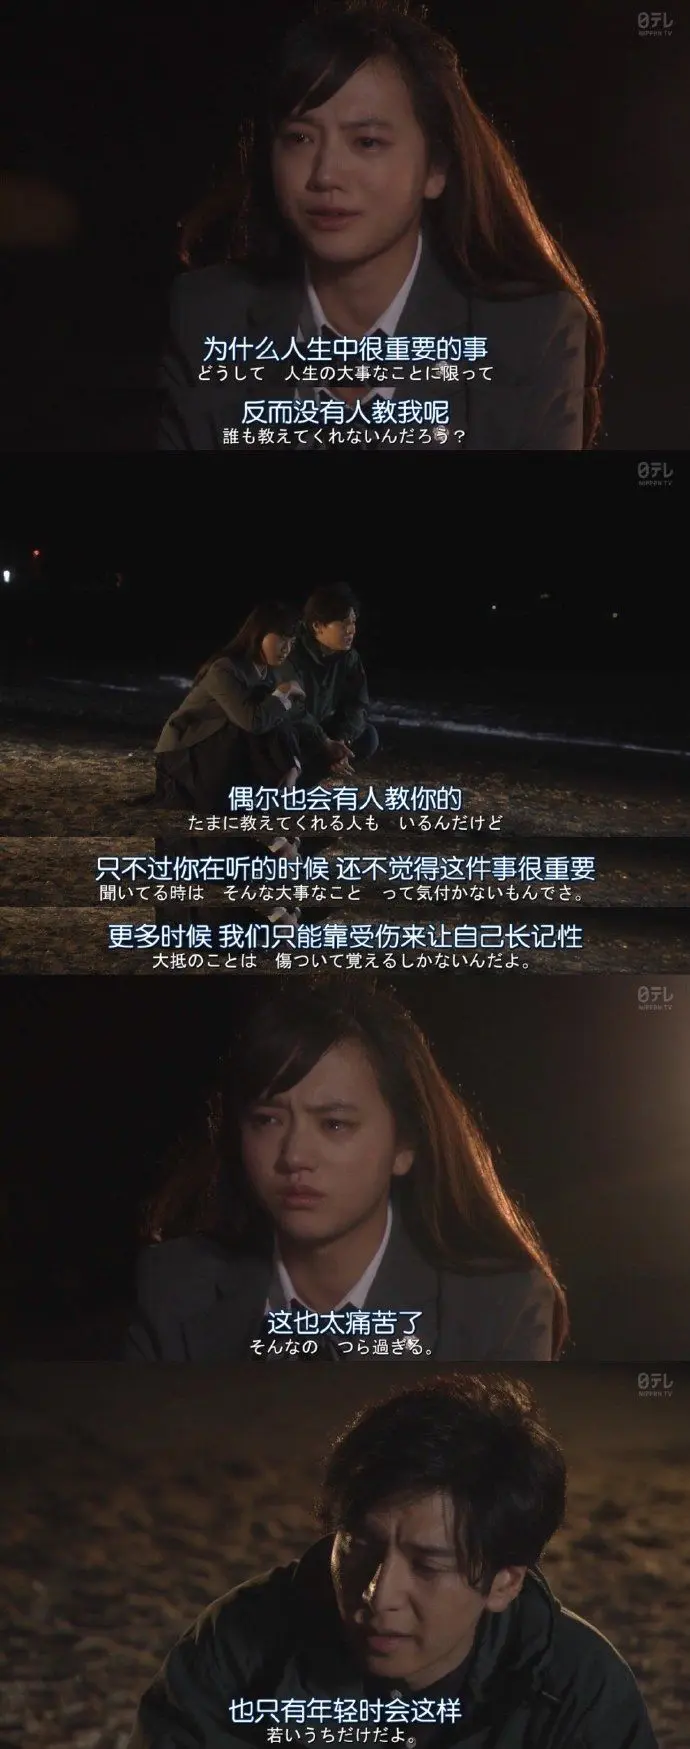 日テレ
NIPPON TV
为什么人生中很重要的事
どうして 人生の大事なことに限って
反而没有人教我呢
誰も教えてくれないんだろう？
日テレ
NIPPON TV
偶尔也会有人教你的
たまに教えてくれる人も いるんだけど
只不过你在听的时候 还不觉得这件事很重要
聞いてる時は そんな大事なこと って気付かないもんでさ。
更多时候 我们只能靠受伤来让自己长记性
大抵のことは 傷ついて覚えるしかないんだよ。
日テレ
NIPPON TV
这也太痛苦了
そんなの つら過ぎる。
日テレ
NIPPON TV
也只有年轻时会这样
若いうちだけだよ。